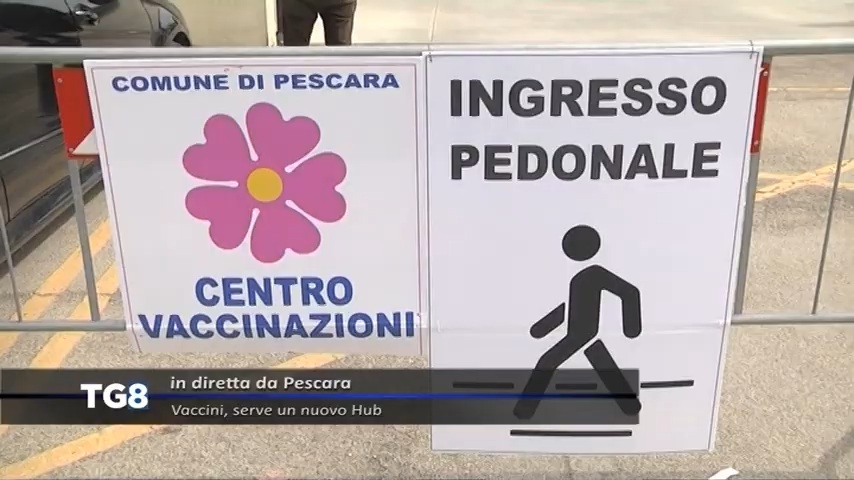 COMUNE DI PESCARA
CENTRO
VACCINAZIONI
INGRESSO
PEDONALE
TG8
in diretta da Pescara
Vaccini, serve un nuovo Hub